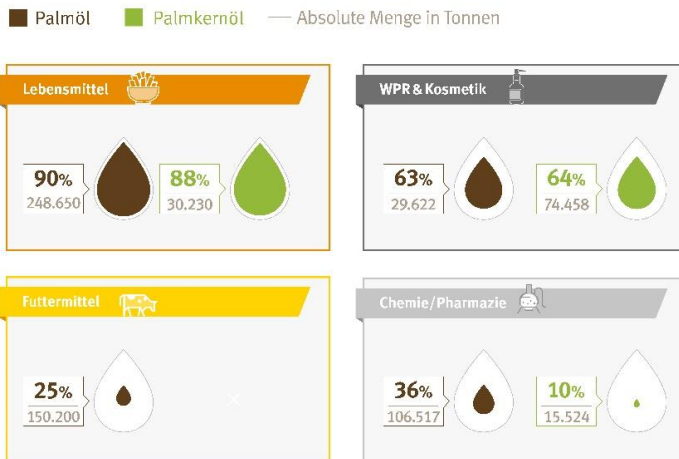 Palmöl Palmkernöl Absolute Menge in Tonnen
Lebensmittel
90% 88%
248.650 30.230
WPR & Kosmetik
63% 64%
29.622 74.458
Futtermittel
25%
150.200
Chemie/Pharmazie
36% 10%
106.517 15.524